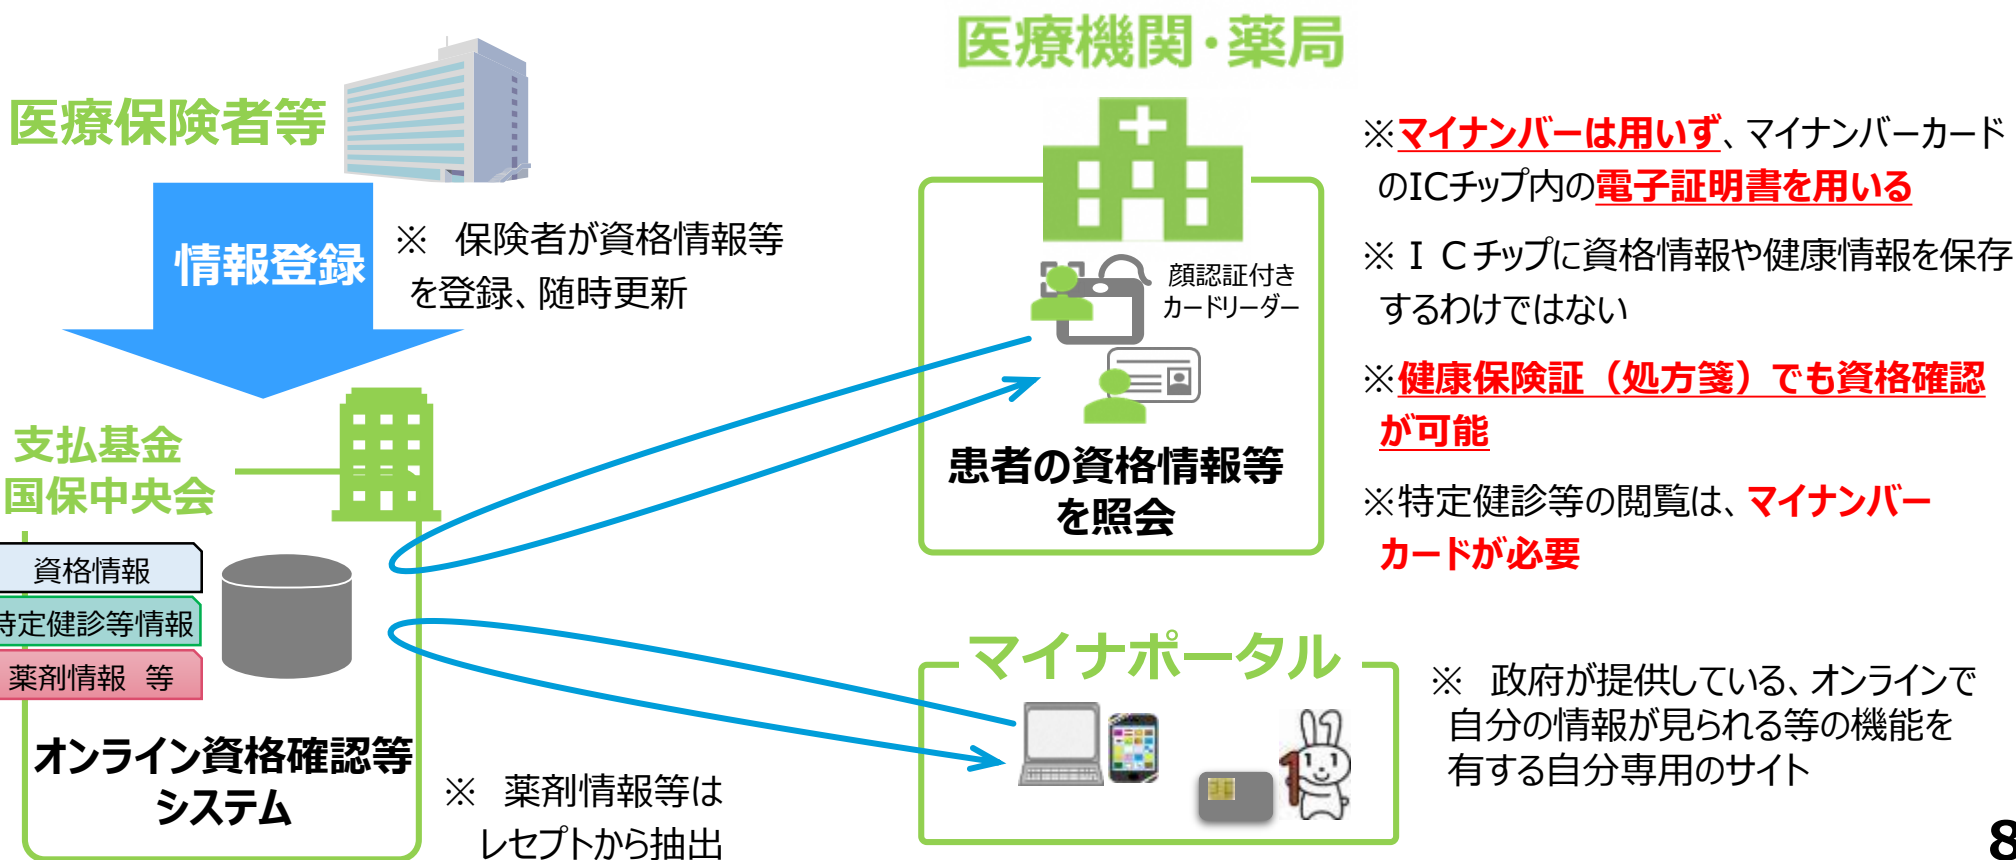 医療機関・薬局
医療保険者等
情報登録
※ 保険者が資格情報等
を登録、随時更新
支払基金
国保中央会
資格情報
特定健診等情報
薬剤情報 等
オンライン資格確認等
システム
※ 薬剤情報等は
レセプトから抽出
顔認証付き
カードリーダー
患者の資格情報等
を照会
※マイナンバーは用いず、マイナンバーカード
のICチップ内の電子証明書を用いる
※ＩＣチップに資格情報や健康情報を保存
するわけではない
※健康保険証（処方箋）でも資格確認
が可能
※特定健診等の閲覧は、マイナンバー
カードが必要
マイナポータル
※ 政府が提供している、オンラインで
自分の情報が見られる等の機能を
有する自分専用のサイト
8